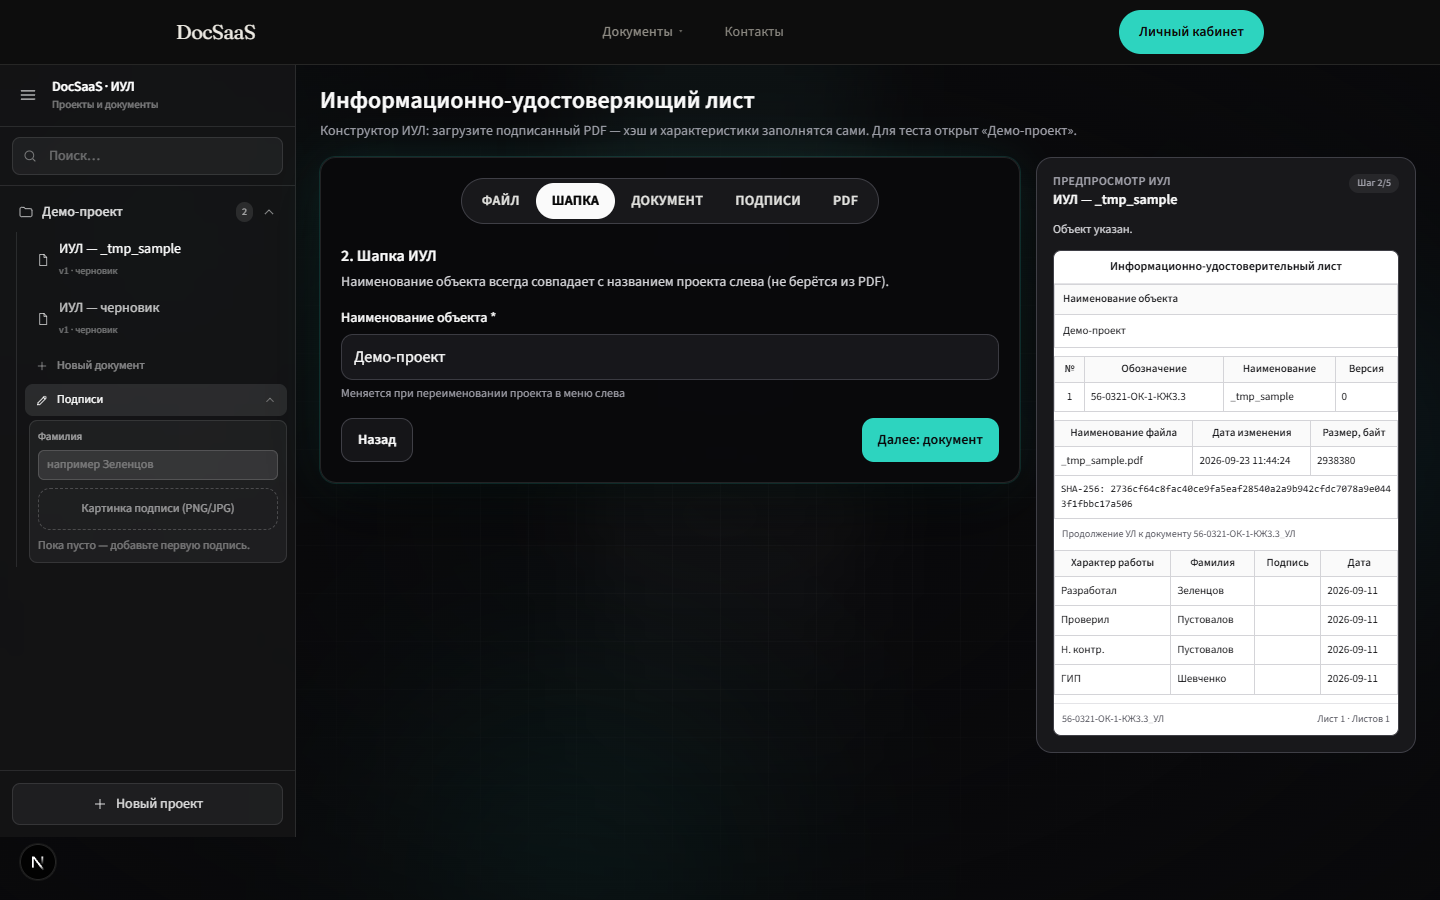 DocSaaS
Документы
Контакты
Личный кабинет
DocSaaS · ИУЛ
Проекты и документы
Поиск...
Демо-проект
2
ИУЛ — _tmp_sample
v1 · черновик
ИУЛ — черновик
v1 · черновик
Новый документ
Подписи
Фамилия
например Зеленцов
Картинка подписи (PNG/JPG)
Пока пусто — добавьте первую подпись.
Новый проект
N
Информационно-удостоверяющий лист
Конструктор ИУЛ: загрузите подписанный PDF — хэш и характеристики заполнятся сами. Для теста открыт «Демо-проект».
ФАЙЛ ШАПКА ДОКУМЕНТ ПОДПИСИ PDF
2. Шапка ИУЛ
Наименование объекта всегда совпадает с названием проекта слева (не берётся из PDF).
Наименование объекта *
Демо-проект
Меняется при переименовании проекта в меню слева
Назад
Далее: документ
ПРЕДПРОСМОТР ИУЛ
Шаг 2/5
ИУЛ — _tmp_sample
Объект указан.
Информационно-удостоверительный лист
Наименование объекта
Демо-проект
№ Обозначение Наименование Версия
1 56-0321-ОК-1-КЖ3.3 _tmp_sample 0
Наименование файла Дата изменения Размер, байт
_tmp_sample.pdf 2026-09-23 11:44:24 2938380
SHA-256: 2736cf64c8fac40ce9fa5eaf28540a2a9b942cfdc7078a9e044
3f1fbbc17a506
Продолжение УЛ к документу 56-0321-ОК-1-КЖ3.3_УЛ
Характер работы Фамилия Подпись Дата
Разработал Зеленцов 2026-09-11
Проверил Пустовалов 2026-09-11
Н. контр. Пустовалов 2026-09-11
ГИП Шевченко 2026-09-11
56-0321-ОК-1-КЖ3.3_УЛ Лист 1 · Листов 1